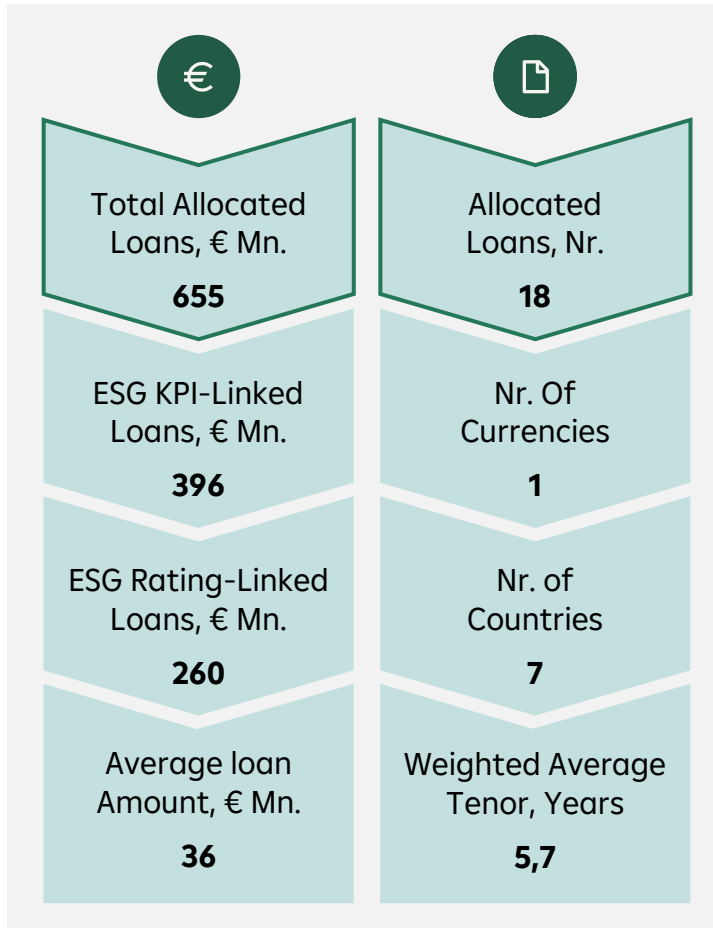 €
Total Allocated
Loans, € Mn.
655
ESG KPI-Linked
Loans, € Mn.
396
ESG Rating-Linked
Loans, € Mn.
260
Average loan
Amount, € Mn.
36
Allocated
Loans, Nr.
18
Nr. Of
Currencies
1
Nr. of
Countries
7
Weighted Average
Tenor, Years
5,7